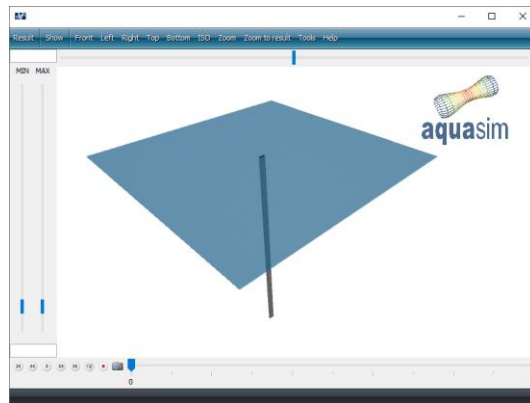 Result Show Front Left Right Top Bottom ISO Zoom Zoom to result Tools Help
MIN MAX
aquasim
0